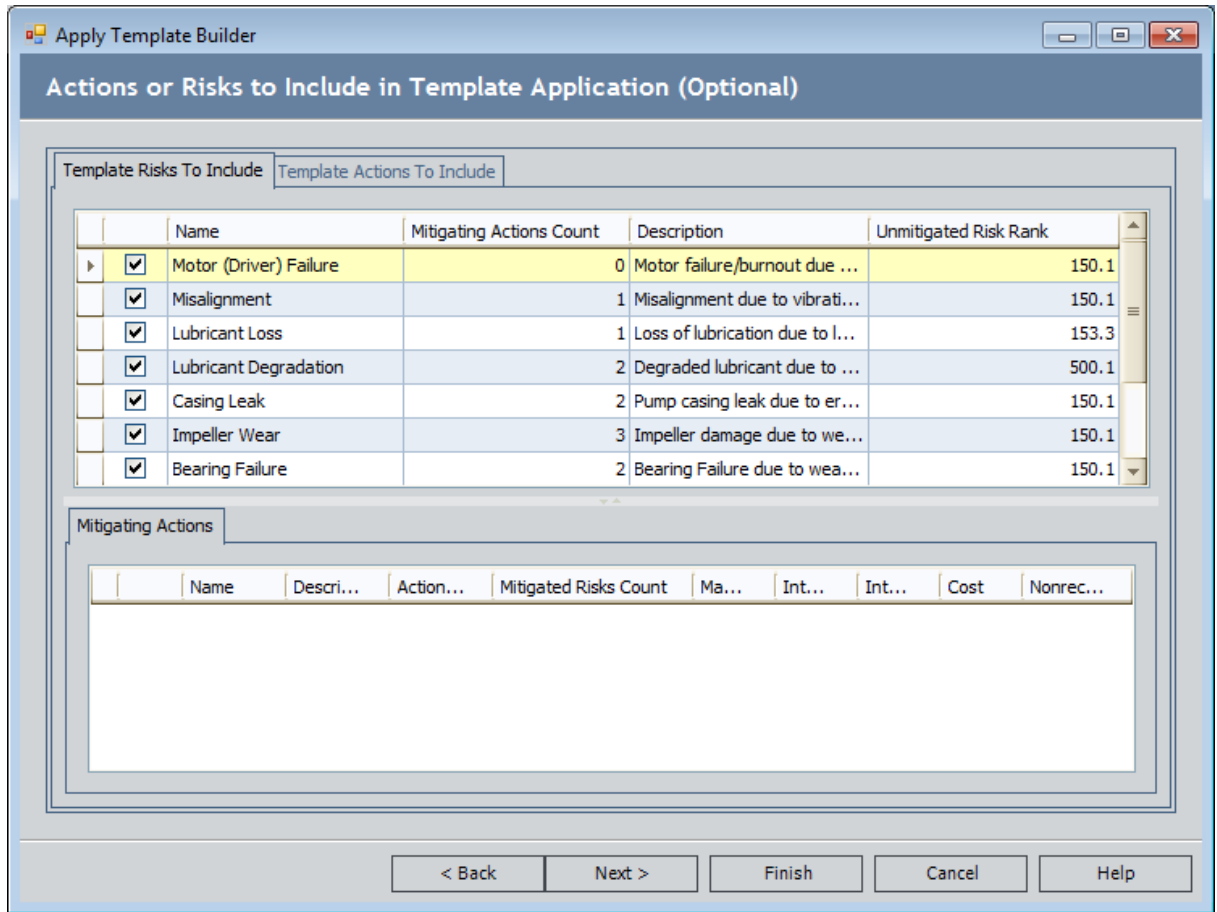 Apply Template Builder
Actions or Risks to Include in Template Application (Optional)
Template Risks To Include Template Actions To Include
Name Mitigating Actions Count Description Unmitigated Risk Rank
Motor (Driver) Failure 0 Motor failure/burnout due ... 150.1
Misalignment 1 Misalignment due to vibrati... 150.1
Lubricant Loss 1 Loss of lubrication due to l... 153.3
Lubricant Degradation 2 Degraded lubricant due to ... 500.1
Casing Leak 2 Pump casing leak due to er... 150.1
Impeller Wear 3 Impeller damage due to we... 150.1
Bearing Failure 2 Bearing Failure due to wea... 150.1
Mitigating Actions
Name Descri... Action... Mitigated Risks Count Ma... Int... Int... Cost Nonrec...
< Back Next > Finish Cancel Help